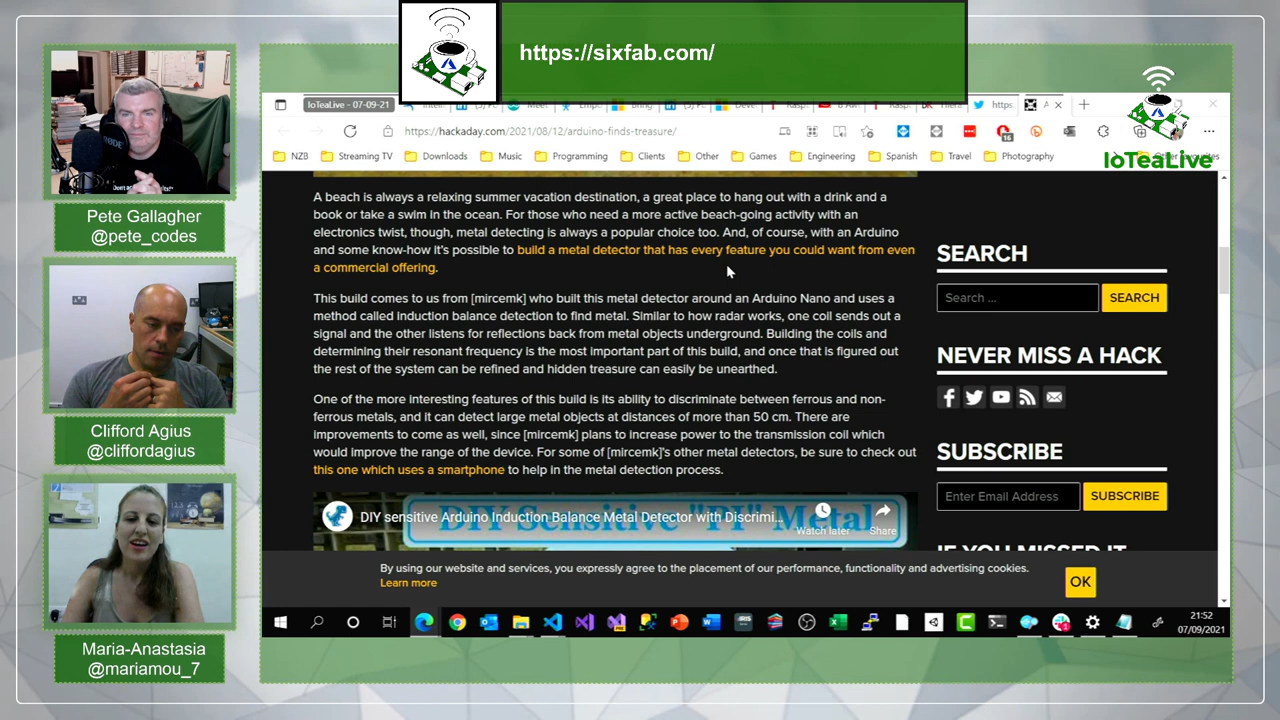 https://sixfab.com/
IoTeaLive - 07-09-21
https://hackaday.com/2021/08/12/arduino-finds-treasure/
IoTeaLive
NZB
Streaming TV
Downloads
Music
Programming
Clients
Other
Games
Engineering
Spanish
Travel
Photography
Pete Gallagher
@pete_codes
Clifford Agius
@cliffordagius
Maria-Anastasia
@mariamou_7
A beach is always a relaxing summer vacation destination, a great place to hang out with a drink and a
book or take a swim in the ocean. For those who need a more active beach-going activity with an
electronics twist, though, metal detecting is always a popular choice too. And, of course, with an Arduino
and some know-how it's possible to build a metal detector that has every feature you could want from even
a commercial offering.
This build comes to us from [mircemk] who built this metal detector around an Arduino Nano and uses a
method called induction balance detection to find metal. Similar to how radar works, one coil sends out a
signal and the other listens for reflections back from metal objects underground. Building the coils and
determining their resonant frequency is the most important part of this build, and once that is figured out
the rest of the system can be refined and hidden treasure can easily be unearthed.
One of the more interesting features of this build is its ability to discriminate between ferrous and non-
ferrous metals, and it can detect large metal objects at distances of more than 50 cm. There are
improvements to come as well, since [mircemk] plans to increase power to the transmission coil which
would improve the range of the device. For some of [mircemk]'s other metal detectors, be sure to check out
this one which uses a smartphone to help in the metal detection process.
DIY sensitive Arduino Induction Balance Metal Detector with Discrimi...
Watch later
Share
SEARCH
Search ...
SEARCH
NEVER MISS A HACK
SUBSCRIBE
Enter Email Address
SUBSCRIBE
IF YOU MISSED IT
By using our website and services, you expressly agree to the placement of our performance, functionality and advertising cookies.
Learn more
OK
21:52
07/09/2021